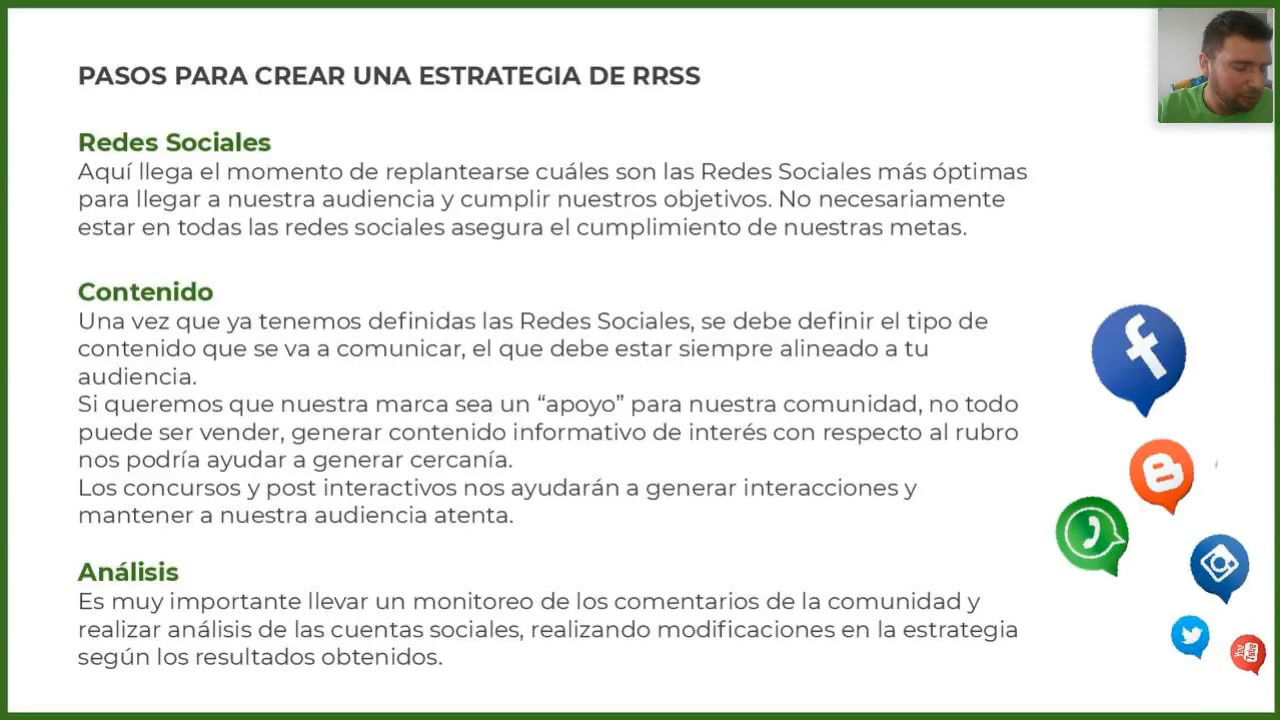 PASOS PARA CREAR UNA ESTRATEGIA DE RRSS
Redes Sociales
Aquí llega el momento de replantearse cuáles son las Redes Sociales más óptimas
para llegar a nuestra audiencia y cumplir nuestros objetivos. No necesariamente
estar en todas las redes sociales asegura el cumplimiento de nuestras metas.
Contenido
Una vez que ya tenemos definidas las Redes Sociales, se debe definir el tipo de
contenido que se va a comunicar, el que debe estar siempre alineado a tu
audiencia.
Si queremos que nuestra marca sea un “apoyo” para nuestra comunidad, no todo
puede ser vender, generar contenido informativo de interés con respecto al rubro
nos podría ayudar a generar cercanía.
Los concursos y post interactivos nos ayudarán a generar interacciones y
mantener a nuestra audiencia atenta.
Análisis
Es muy importante llevar un monitoreo de los comentarios de la comunidad y
realizar análisis de las cuentas sociales, realizando modificaciones en la estrategia
según los resultados obtenidos.
You Tube